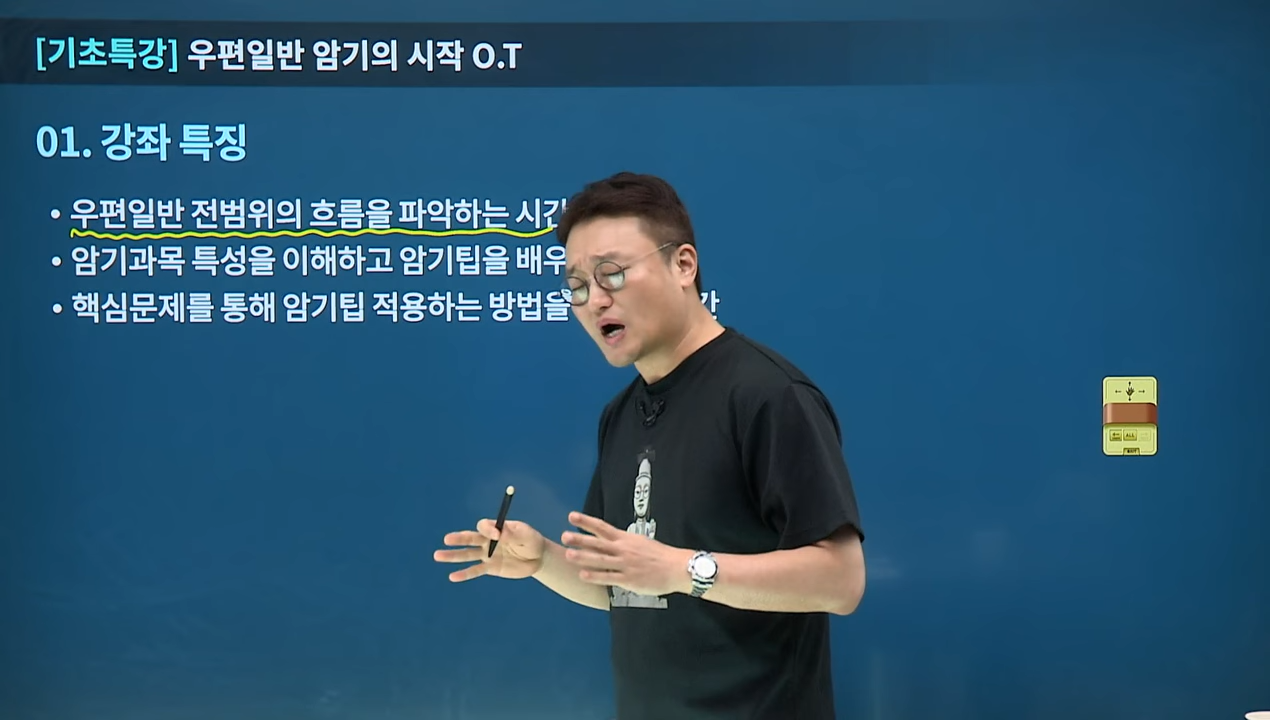 [기초특강] 우편일반 암기의 시작 O.T
01. 강좌 특징
• 우편일반 전범위의 흐름을 파악하는 시간
• 암기과목 특성을 이해하고 암기팁을 배우
• 핵심문제를 통해 암기팁 적용하는 방법을 간
ALL